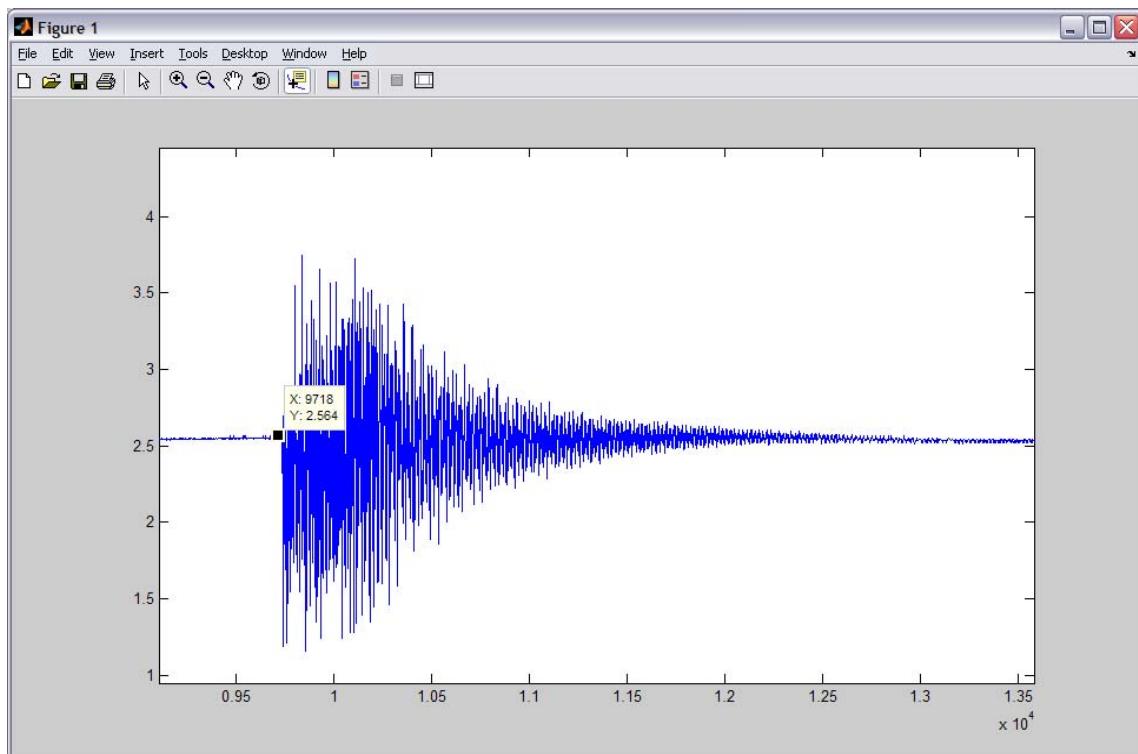 Figure 1
File Edit View Insert Tools Desktop Window Help
4
3.5
3
2.5
2
1.5
1
X: 9718
Y: 2.564
0.95 1 1.05 1.1 1.15 1.2 1.25 1.3 1.35
x 10^4